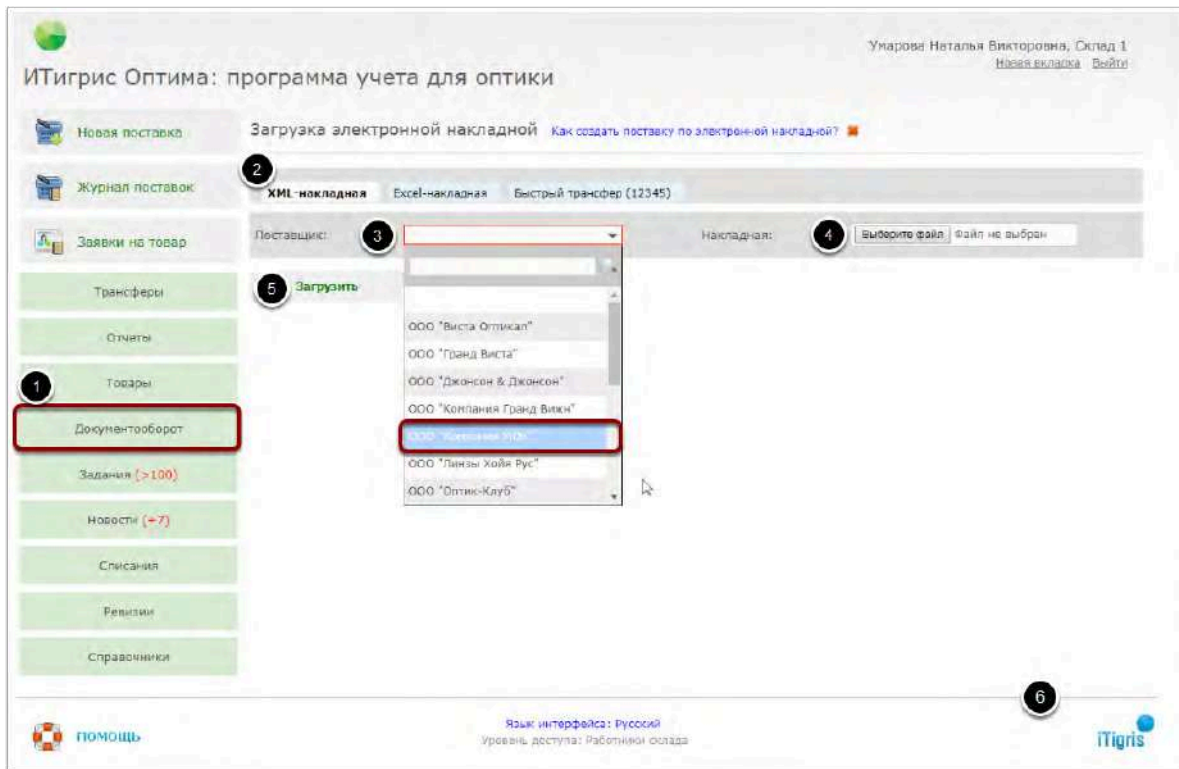 Умарова Наталья Викторовна, Склад 1
Новая вкладка Выйти
ИТигрис Оптима: программа учета для оптики
Новая поставка
Журнал поставок
Заявки на товар
Трансферы
Отчеты
1
Товары
Документооборот
Задания (>100)
Новости (+7)
Списания
Ревизии
Справочники
Загрузка электронной накладной Как создать поставку по электронной накладной?
2
XML-накладная Excel-накладная Быстрый трансфер (12345)
Поставщик: 3 Накладная: 4 Выберите файл Файл не выбран
5 Загрузить
ООО "Виста Оптикал"
ООО "Гранд Виста"
ООО "Джонсон & Джонсон"
ООО "Компания Гранд Вижн"
ООО "Компания
ООО "Линзы Хойя Рус"
ООО "Оптик-Клуб"
6
ПОМОЩЬ
Язык интерфейса: Русский
Уровень доступа: Работники склада
iTigris